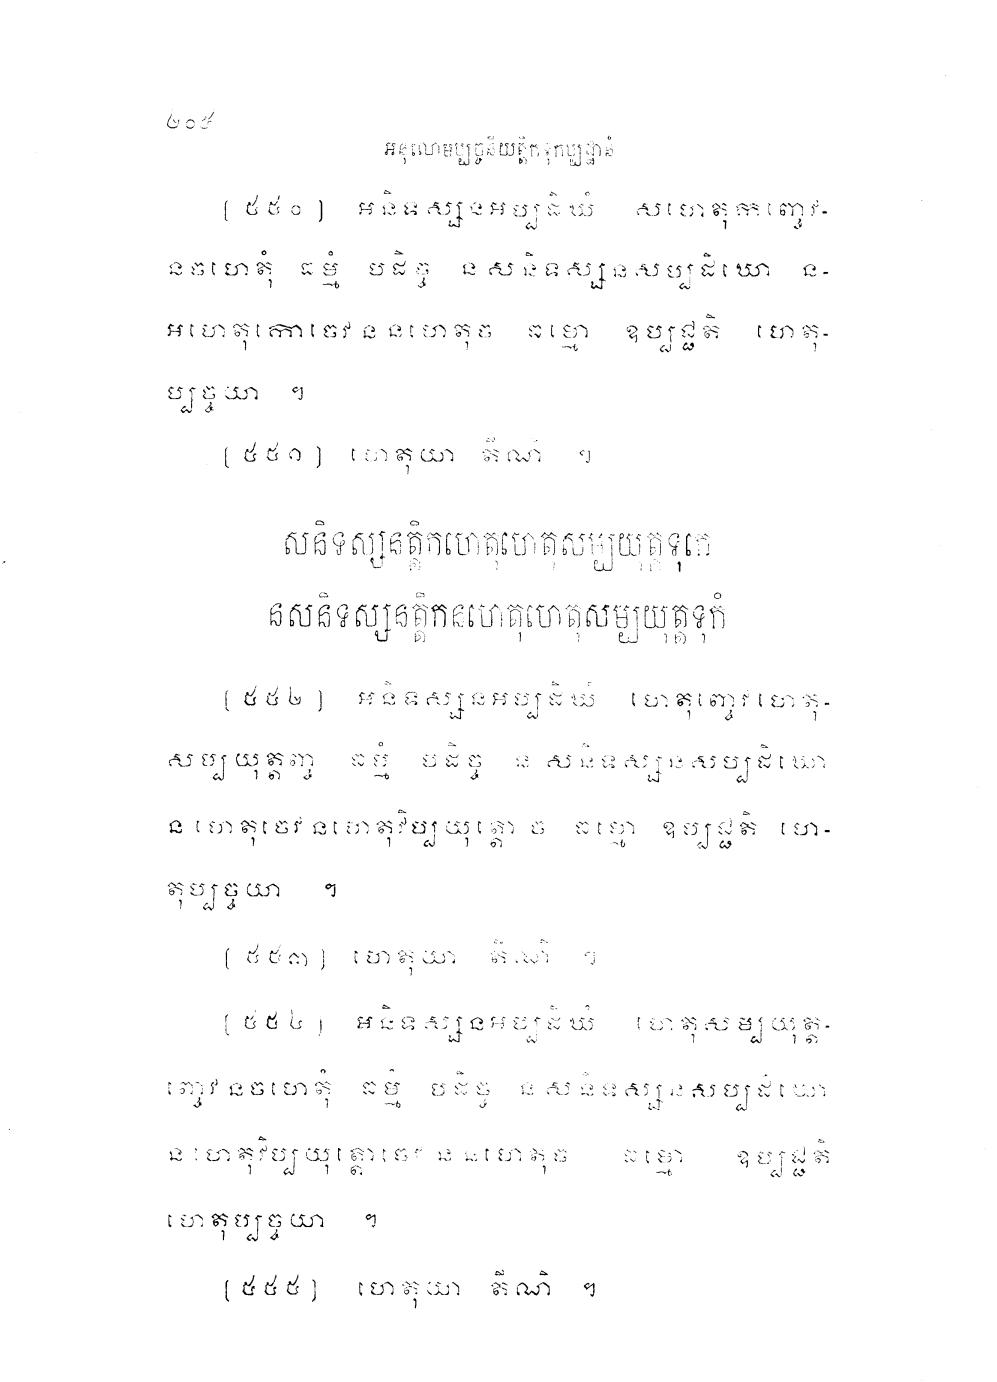 ២០៥
អនុលោមប្បច្ចនីយត្តិកទុកប្បដ្ឋានំ
(៥៥០) អនិទស្សនអប្បដិឃំ សហេតុកញ្ចេវ-
នចហេតុំ ធម្មំ បដិច្ច នសនិទស្សនសប្បដិឃោ ន-
អហេតុកោចេវននហេតុច ធម្មោ ឧប្បជ្ជតិ ហេតុ-
ប្បច្ចយា ។
(៥៥១) ហេតុយា តីណិ ។
សនិទស្សនត្តិកហេតុហេតុសម្បយុត្តទុកេ
នសនិទស្សនត្តិកនហេតុហេតុសម្បយុត្តទុកំ
(៥៥២) អនិទស្សនអប្បដិឃំ ហេតុញ្ចេវហេតុ-
សម្បយុត្តញ្ច ធម្មំ បដិច្ច នសនិទស្សនសប្បដិឃោ
នហេតុចេវនហេតុវិប្បយុត្តោច ធម្មោ ឧប្បជ្ជតិ ហេ-
តុប្បច្ចយា ។
(៥៥៣) ហេតុយា តីណិ ។
(៥៥៤) អនិទស្សនអប្បដិឃំ ហេតុសម្បយុត្ត-
ញ្ចេវនចហេតុំ ធម្មំ បដិច្ច នសនិទស្សនសប្បដិឃោ
នហេតុវិប្បយុត្តោចេវននហេតុច ធម្មោ ឧប្បជ្ជតិ
ហេតុប្បច្ចយា ។
(៥៥៥) ហេតុយា តីណិ ។